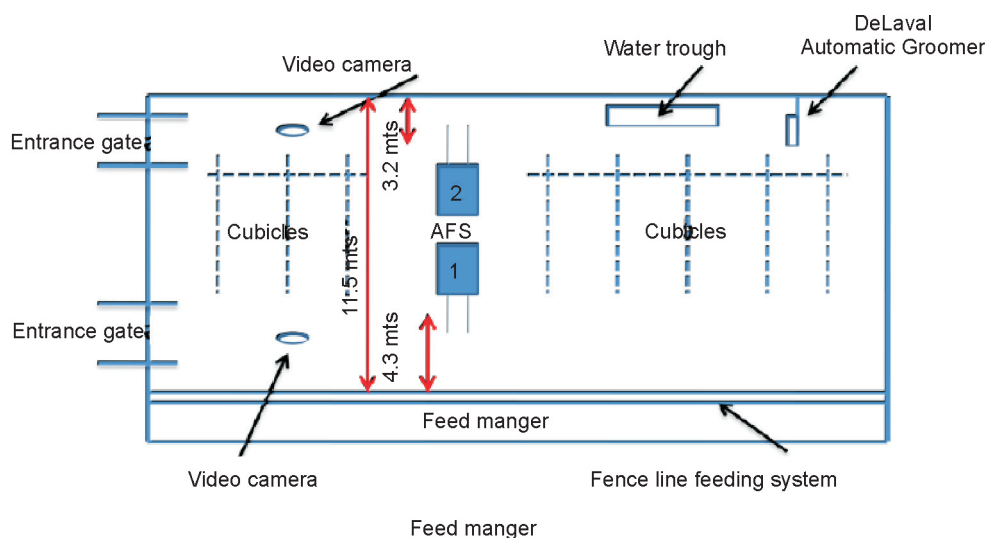 DeLaval
Automatic Groomer
Water trough
Video camera
Entrance gate
3.2 mts
2
Cubicles
AFS
Cubicles
1
11.5 mts
Entrance gate
4.3 mts
Feed manger
Video camera
Fence line feeding system
Feed manger